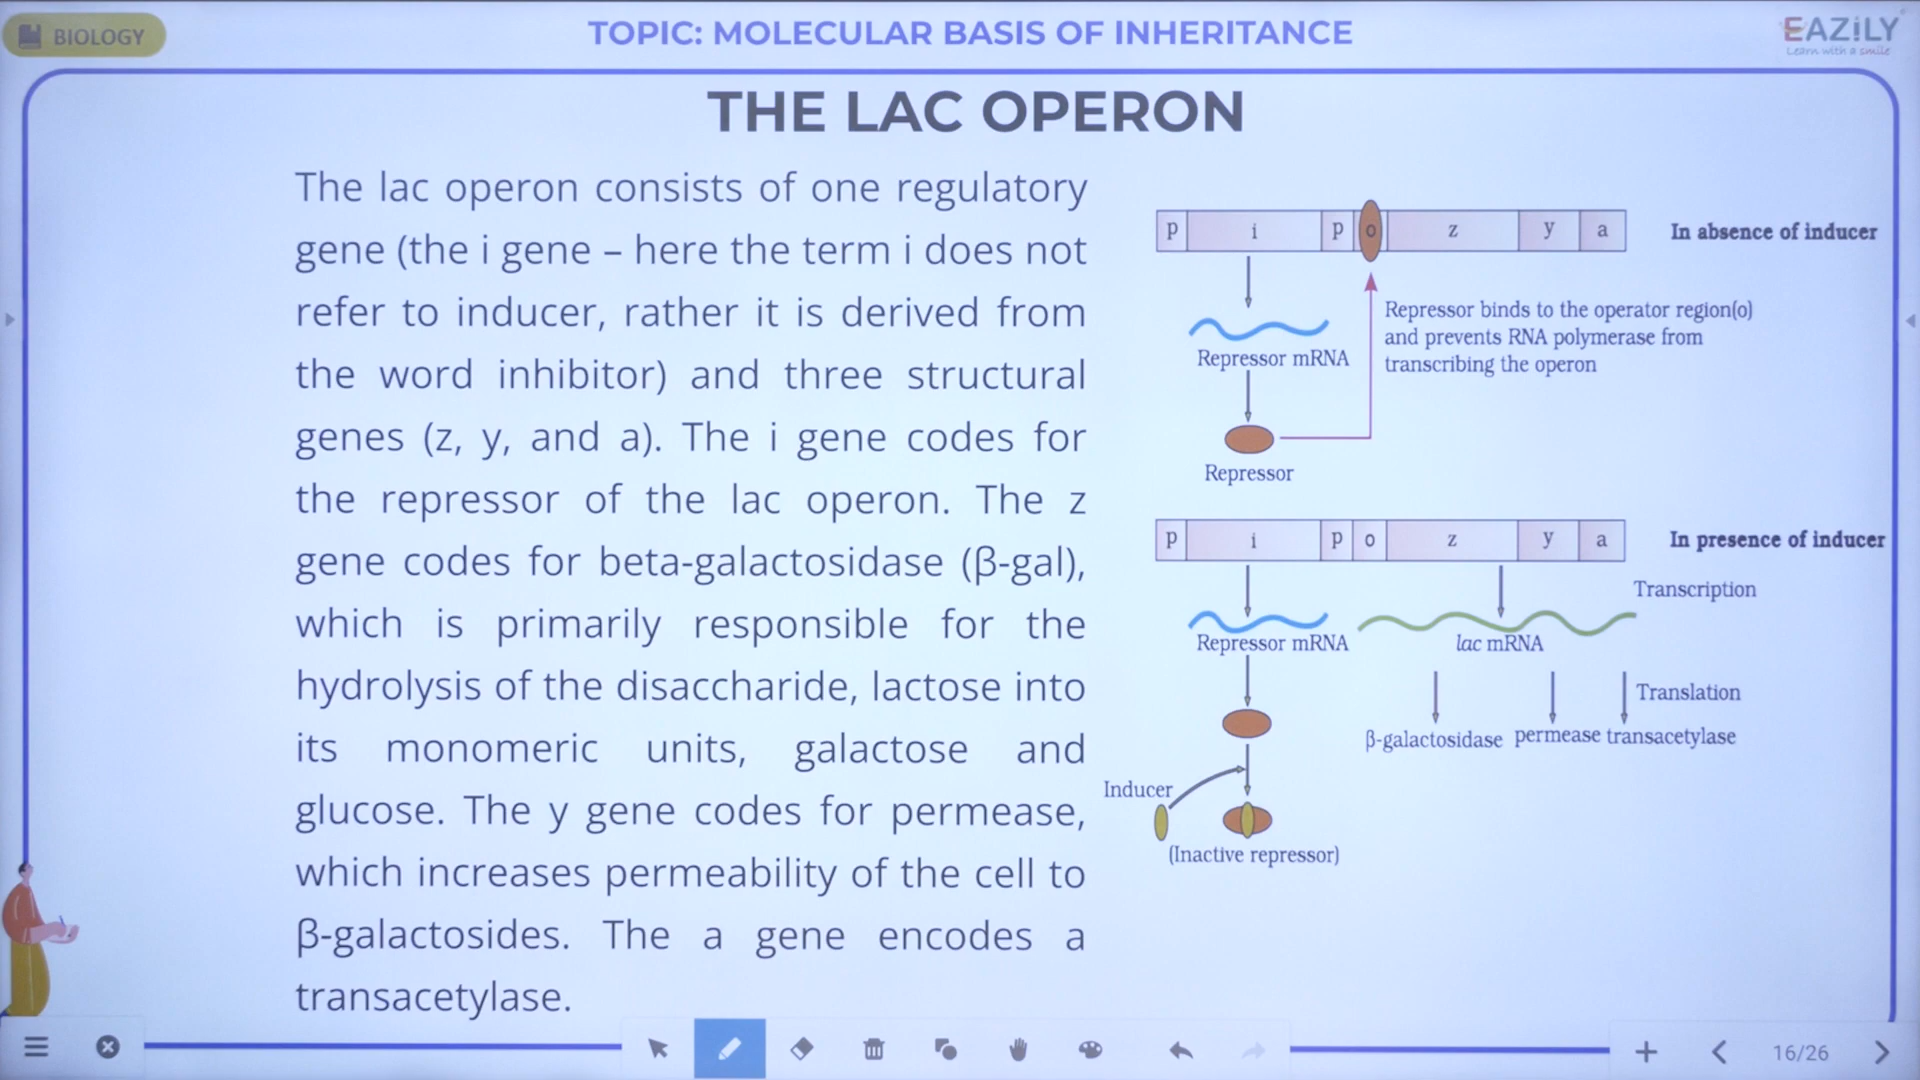 BIOLOGY
TOPIC: MOLECULAR BASIS OF INHERITANCE
EAZiLY
Learn with a smile
THE LAC OPERON
The lac operon consists of one regulatory
gene (the i gene – here the term i does not
refer to inducer, rather it is derived from
the word inhibitor) and three structural
genes (z, y, and a). The i gene codes for
the repressor of the lac operon. The z
gene codes for beta-galactosidase (β-gal),
which is primarily responsible for the
hydrolysis of the disaccharide, lactose into
its monomeric units, galactose and
glucose. The y gene codes for permease,
which increases permeability of the cell to
β-galactosides. The a gene encodes a
transacetylase.
p i p o z y a In absence of inducer
Repressor binds to the operator region(o)
and prevents RNA polymerase from
transcribing the operon
Repressor mRNA
Repressor
p i p o z y a In presence of inducer
Transcription
Repressor mRNA lac mRNA
Translation
β-galactosidase permease transacetylase
Inducer
(Inactive repressor)
16/26